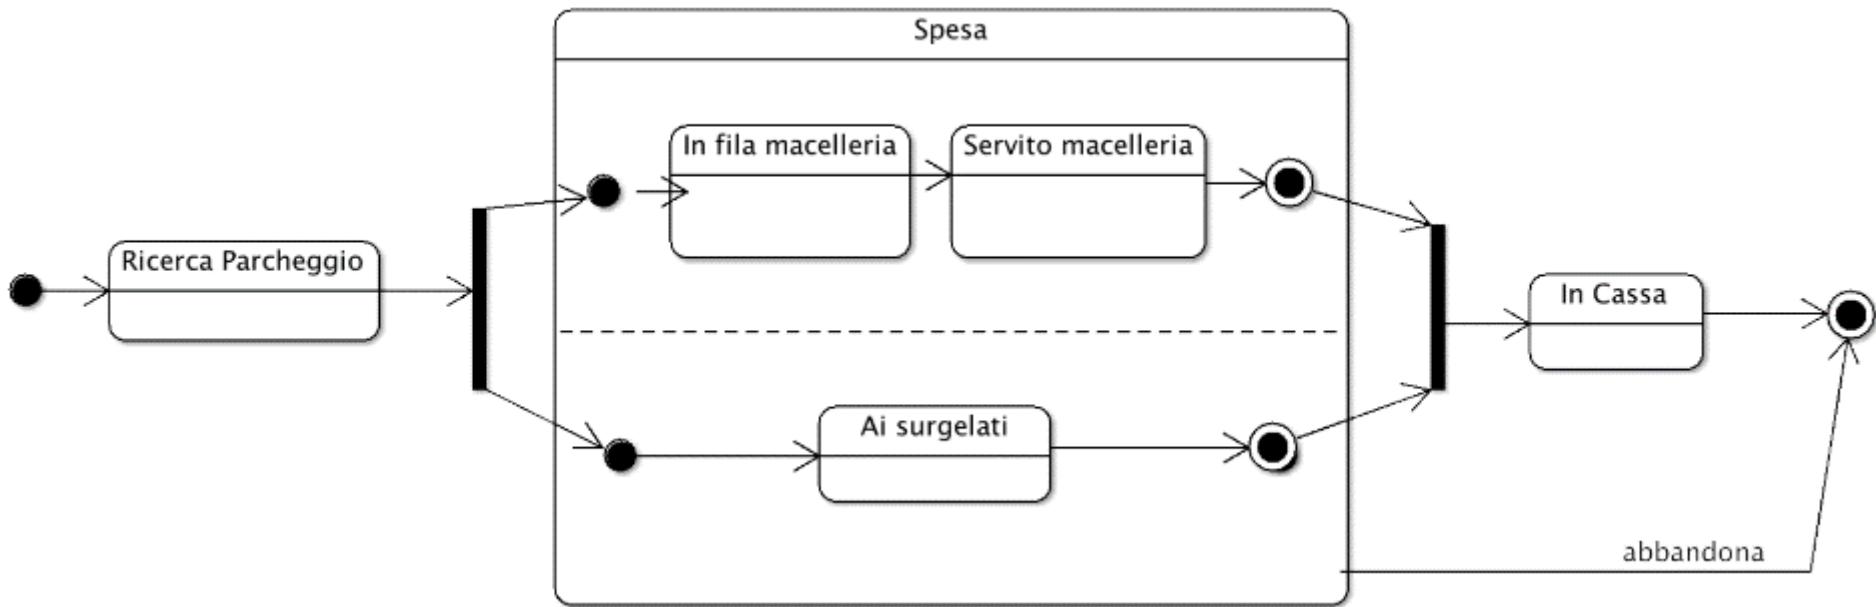 Spesa
In fila macelleria
Servito macelleria
Ricerca Parcheggio
In Cassa
Ai surgelati
abbandona